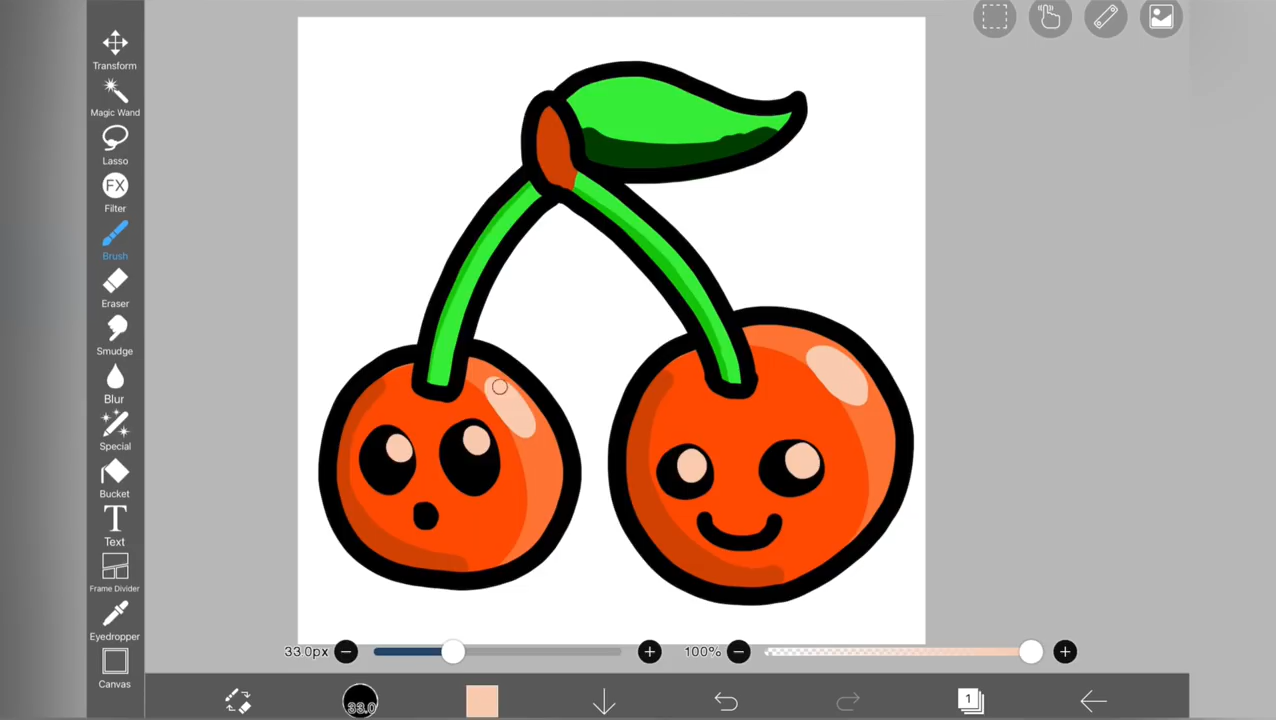 Transform
Magic Wand
Lasso
FX
Filter
Brush
Eraser
Smudge
Blur
Special
Bucket
T
Text
Frame Divider
Eyedropper
Canvas
33.0px
100%
33.0
1